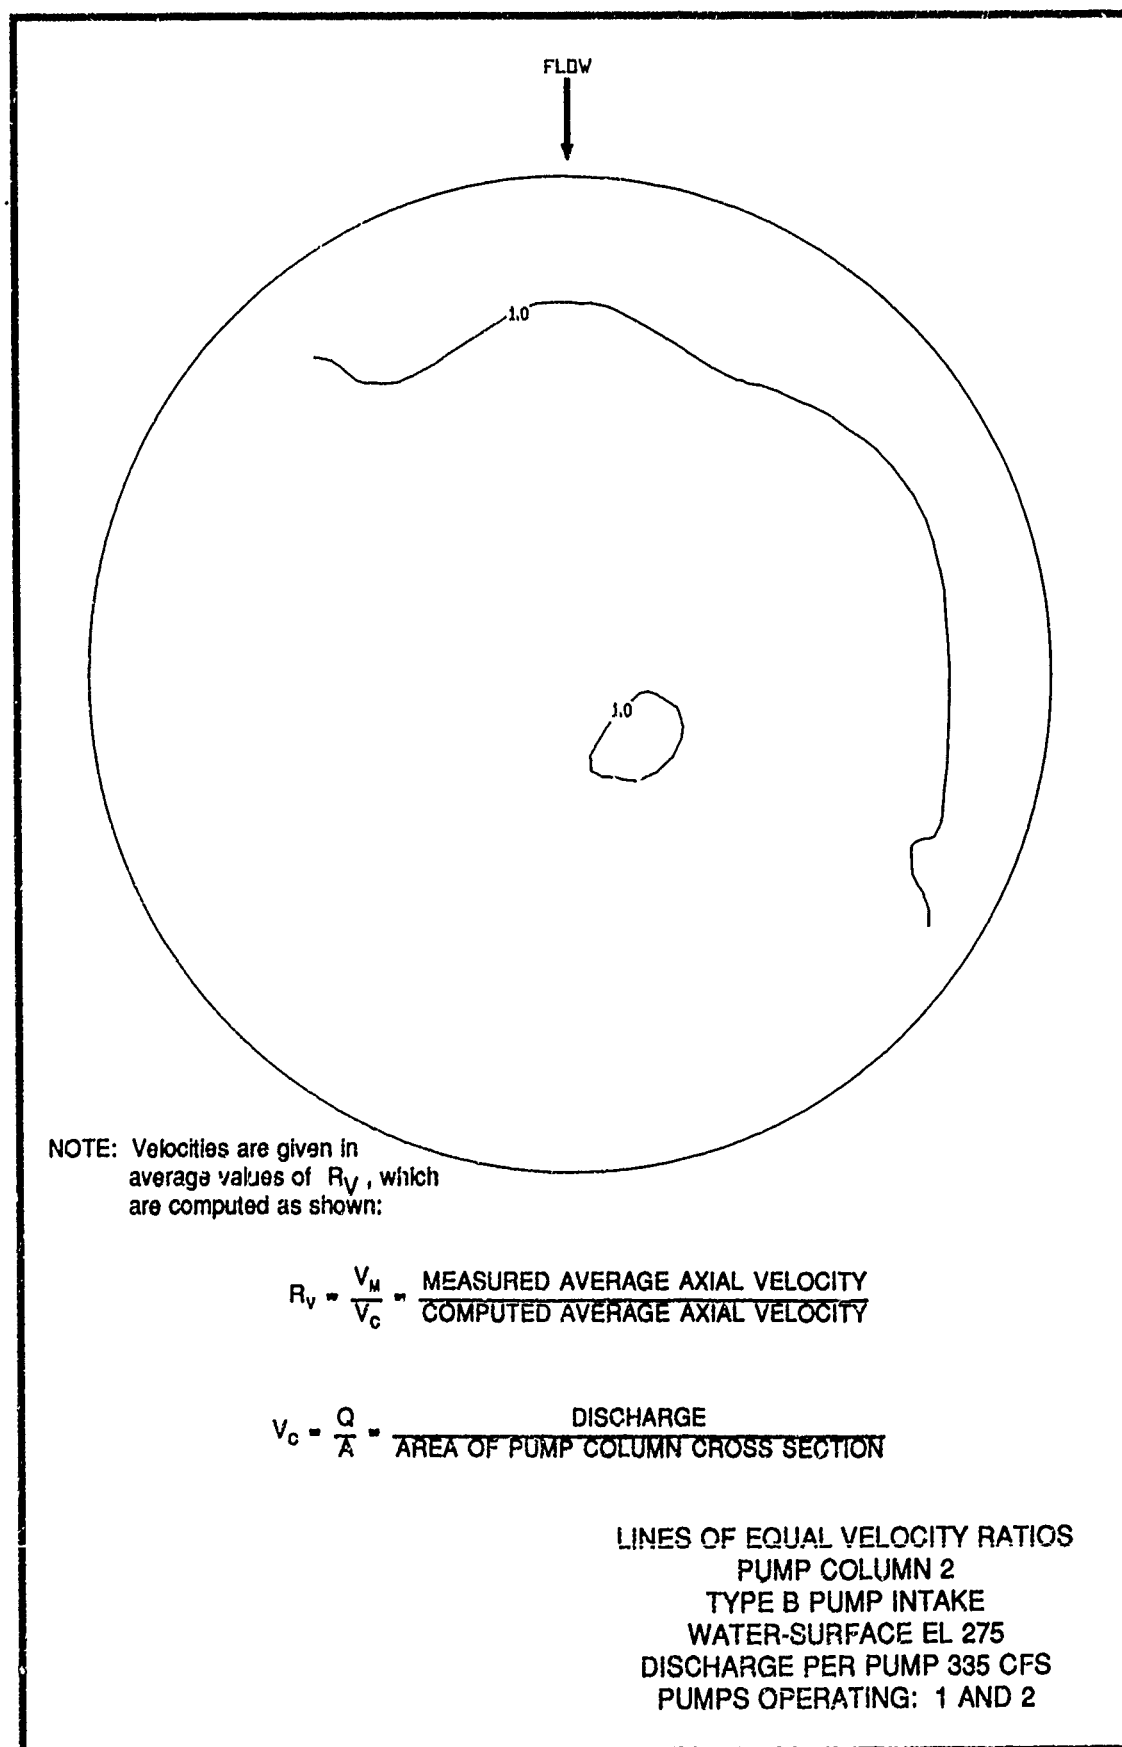 FLOW
1.0
1.0
NOTE: Velocities are given in
average values of R_V, which
are computed as shown:
R_V = V_M / V_C = MEASURED AVERAGE AXIAL VELOCITY / COMPUTED AVERAGE AXIAL VELOCITY
V_C = Q / A = DISCHARGE / AREA OF PUMP COLUMN CROSS SECTION
LINES OF EQUAL VELOCITY RATIOS
PUMP COLUMN 2
TYPE B PUMP INTAKE
WATER-SURFACE EL 275
DISCHARGE PER PUMP 335 CFS
PUMPS OPERATING: 1 AND 2